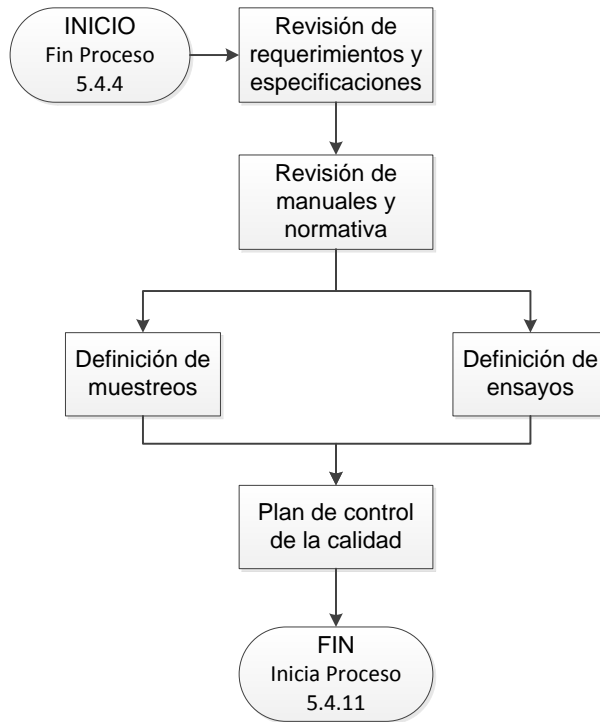 INICIO
Fin Proceso
5.4.4
Revisión de
requerimientos y
especificaciones
Revisión de
manuales y
normativa
Definición de
muestreos
Definición de
ensayos
Plan de control
de la calidad
FIN
Inicia Proceso
5.4.11